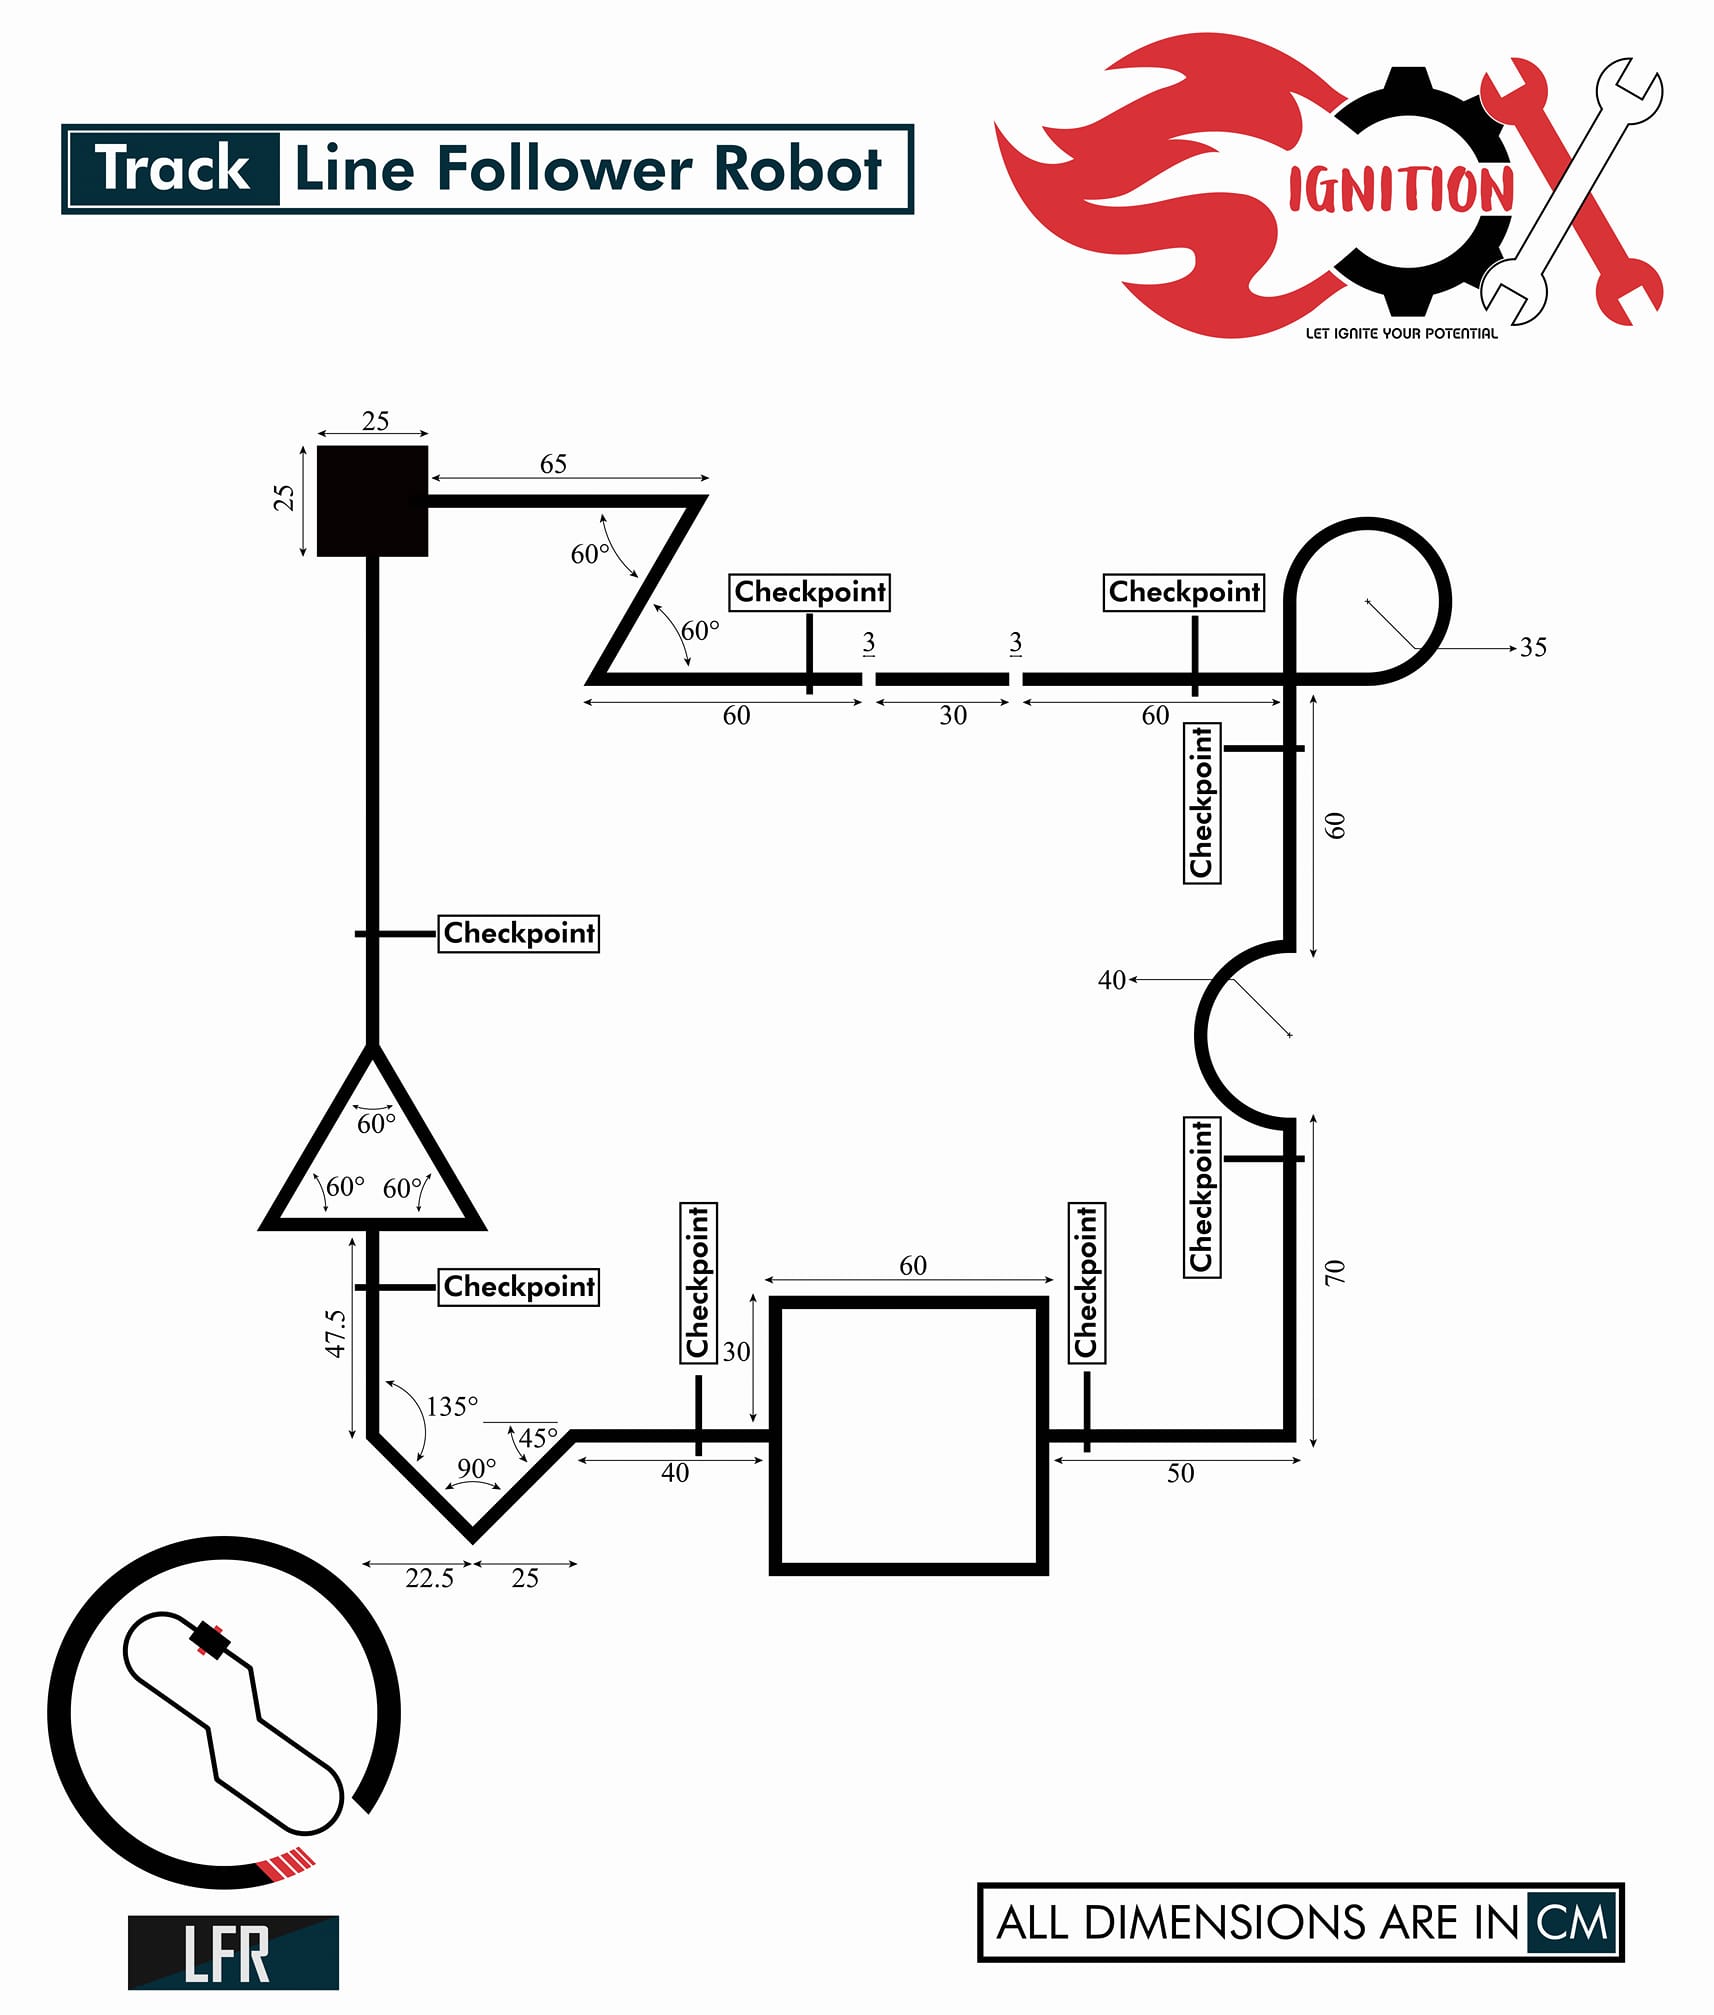 Track Line Follower Robot
IGNITION
LET IGNITE YOUR POTENTIAL
25
65
25
60°
Checkpoint
Checkpoint
60°
3
3
35
60
30
60
Checkpoint
60
Checkpoint
40
60°
60°
60°
Checkpoint
70
Checkpoint
Checkpoint
60
Checkpoint
47.5
30
135°
45°
90°
40
50
22.5
25
LFR
ALL DIMENSIONS ARE IN CM